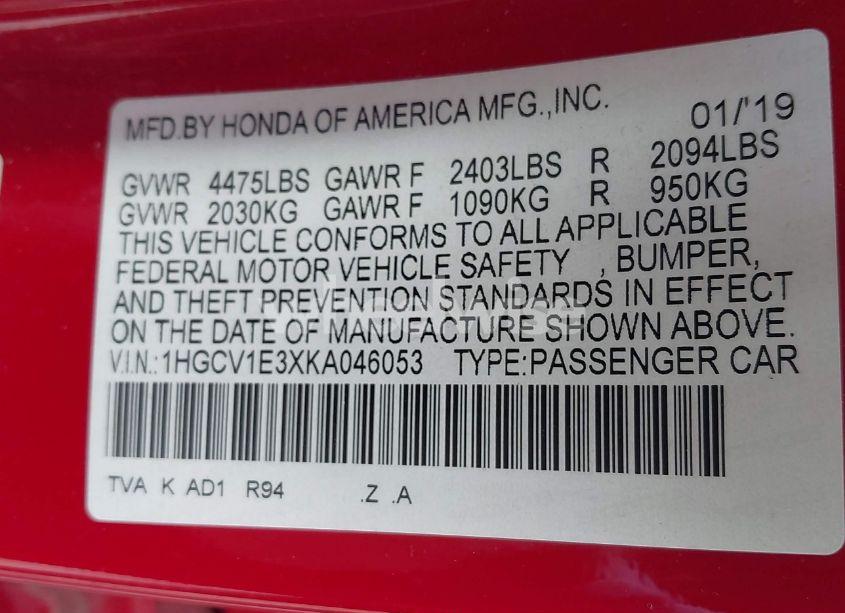 MFD.BY HONDA OF AMERICA MFG.,INC. 01/'19
GVWR 4475LBS GAWR F 2403LBS R 2094LBS
GVWR 2030KG GAWR F 1090KG R 950KG
THIS VEHICLE CONFORMS TO ALL APPLICABLE
FEDERAL MOTOR VEHICLE SAFETY , BUMPER,
AND THEFT PREVENTION STANDARDS IN EFFECT
ON THE DATE OF MANUFACTURE SHOWN ABOVE.
V.I.N.:1HGCV1E3XKA046053 TYPE:PASSENGER CAR
TVA K AD1 R94 .Z .A